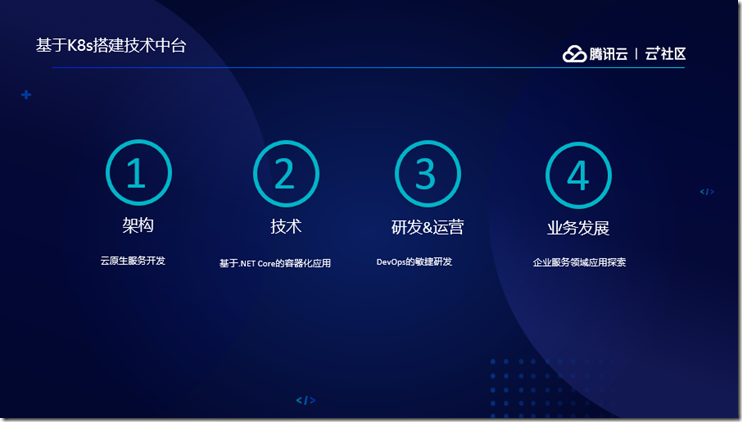 基于K8s搭建技术中台
腾讯云 | 云+社区
1
2
3
4
架构
技术
研发&运营
业务发展
云原生服务开发
基于.NET Core的容器化应用
DevOps的敏建研发
企业服务领域应用探索
</>
</>